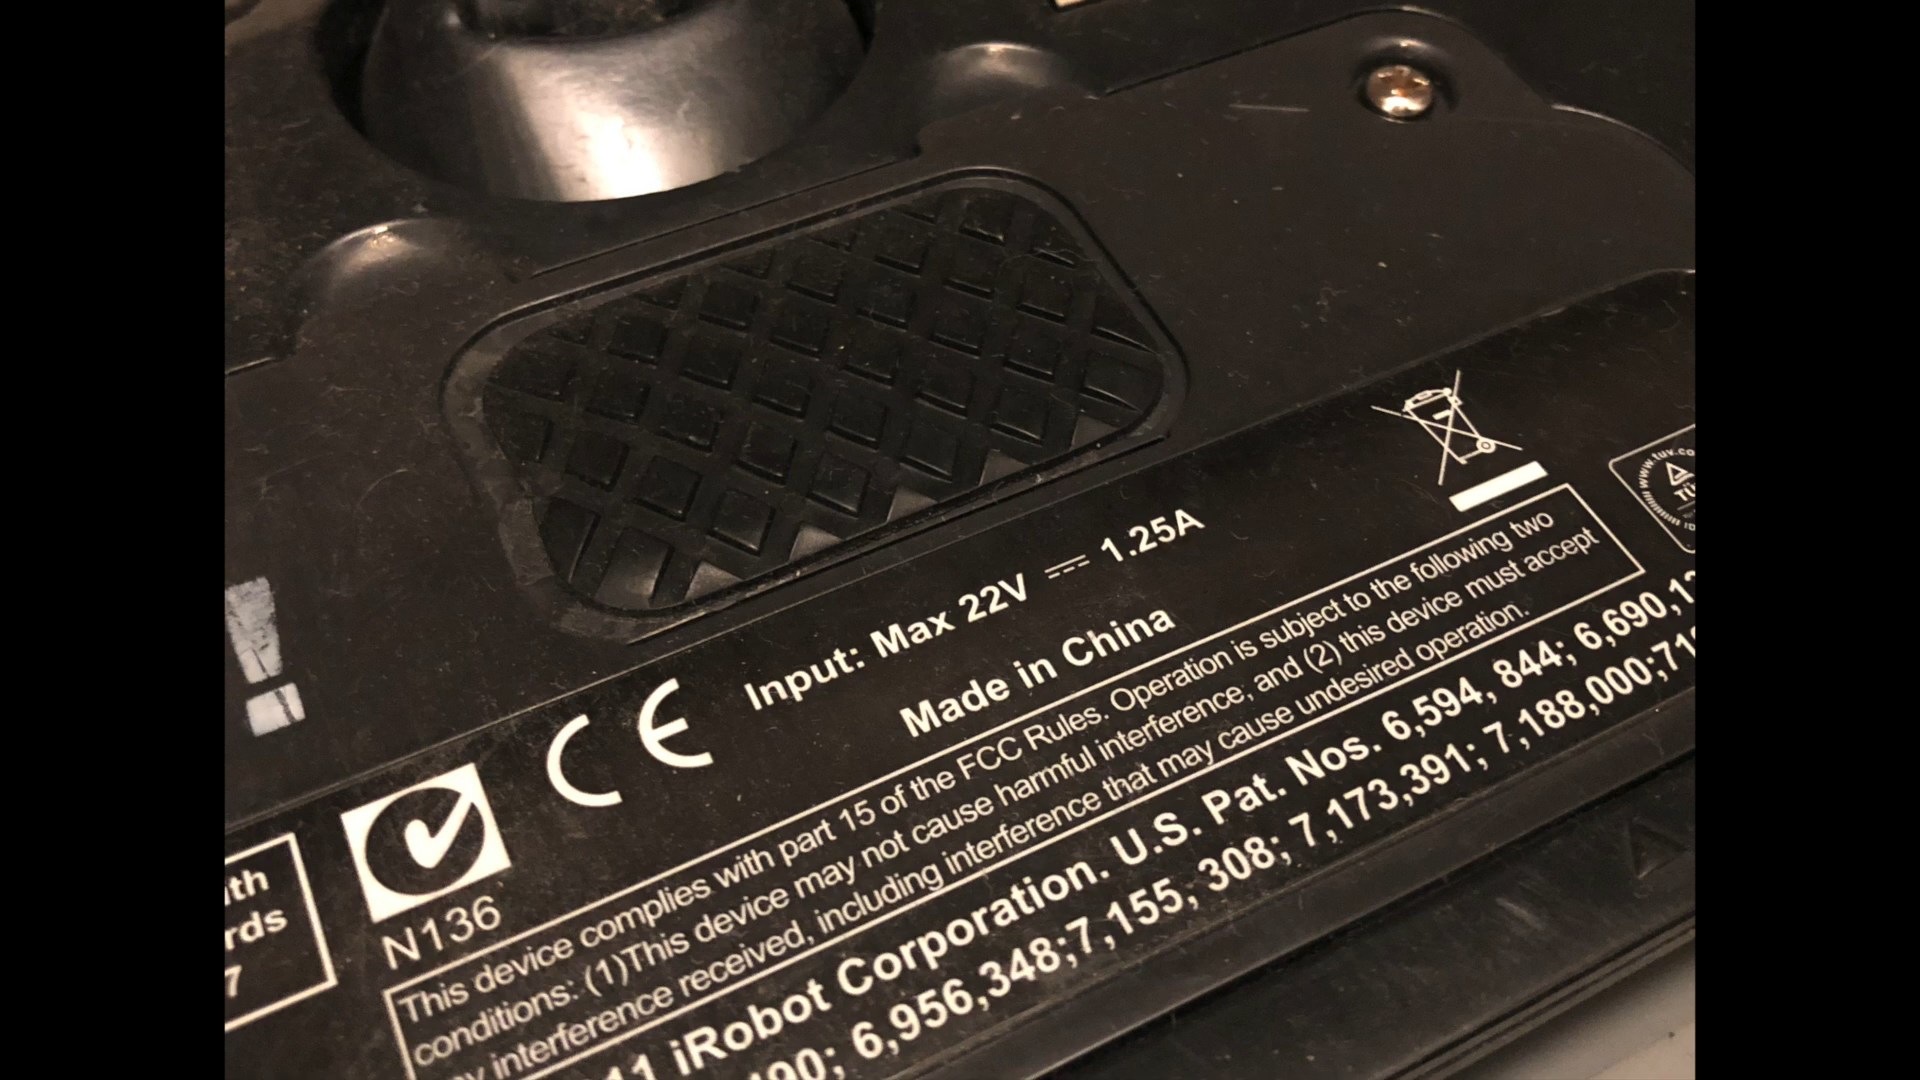 Input: Max 22V ⎓ 1.25A
Made in China
CE
N136
This device complies with part 15 of the FCC Rules. Operation is subject to the following two
conditions: (1)This device may not cause harmful interference, and (2) this device must accept
interference received, including interference that may cause undesired operation.
iRobot Corporation. U.S. Pat. Nos. 6,594, 844; 6,690,
6,956,348;7,155, 308; 7,173,391; 7,188,000;